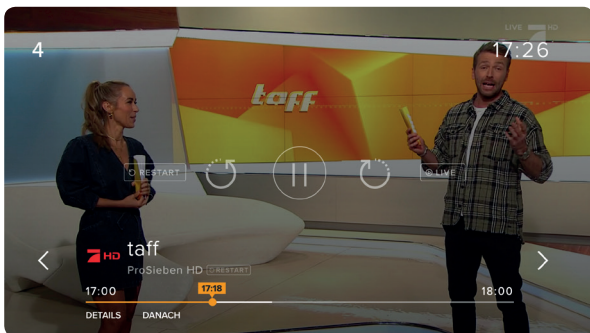 LIVE HD
4
17:26
taff
RESTART
LIVE
HD taff
ProSieben HD RESTART
17:00 17:18 18:00
DETAILS DANACH